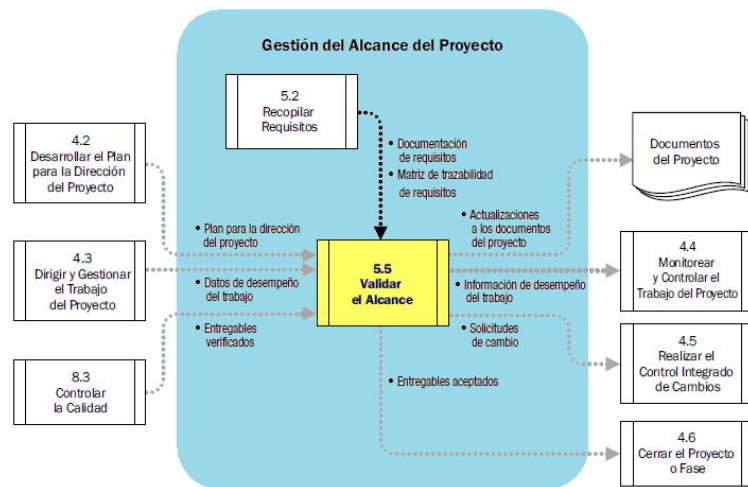 Gestión del Alcance del Proyecto
5.2
Recopilar
Requisitos
4.2
Desarrollar el Plan
para la Dirección
del Proyecto
• Documentación
de requisitos
• Matriz de trazabilidad
de requisitos
Documentos
del Proyecto
• Plan para la dirección
del proyecto
• Actualizaciones
a los documentos
del proyecto
4.3
Dirigir y Gestionar
el Trabajo
del Proyecto
5.5
Validar
el Alcance
4.4
Monitorear
y Controlar el
Trabajo del Proyecto
• Datos de desempeño
del trabajo
• Información de desempeño
del trabajo
• Entregables
verificados
• Solicitudes
de cambio
4.5
Realizar el
Control Integrado
de Cambios
8.3
Controlar
la Calidad
• Entregables aceptados
4.6
Cerrar el Proyecto
o Fase